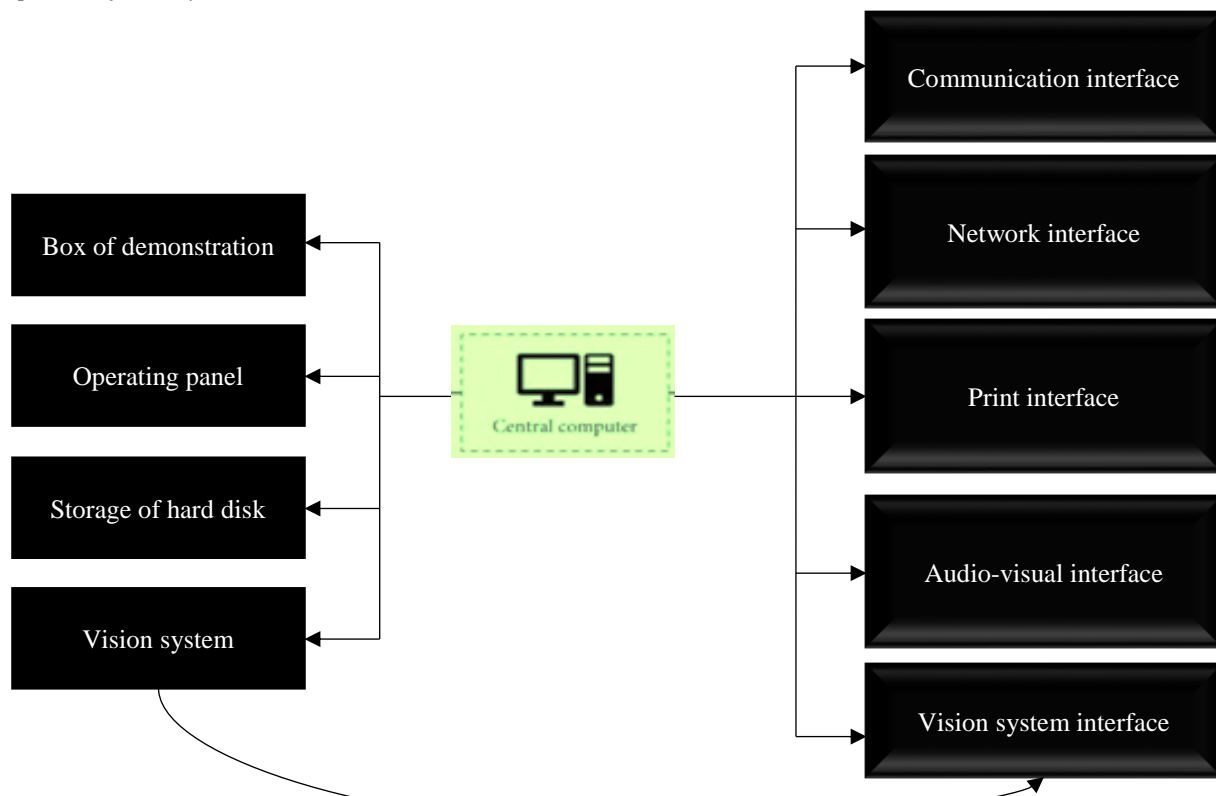 Box of demonstration
Operating panel
Storage of hard disk
Vision system
Central computer
Communication interface
Network interface
Print interface
Audio-visual interface
Vision system interface